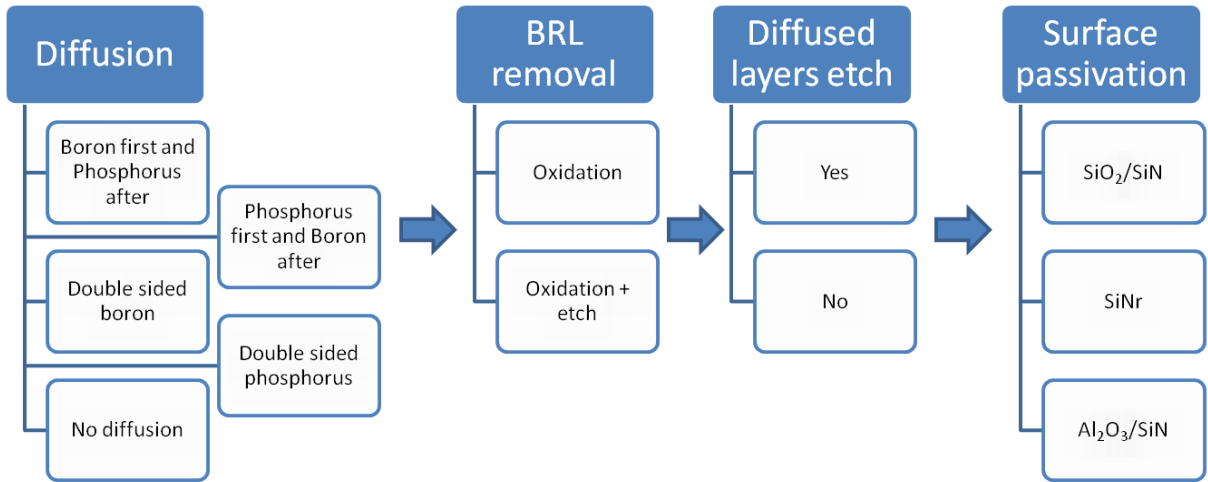 Diffusion
Boron first and
Phosphorus
after
Phosphorus
first and Boron
after
Double sided
boron
Double sided
phosphorus
No diffusion
BRL
removal
Oxidation
Oxidation +
etch
Diffused
layers etch
Yes
No
Surface
passivation
SiO₂/SiN
SiNr
Al₂O₃/SiN